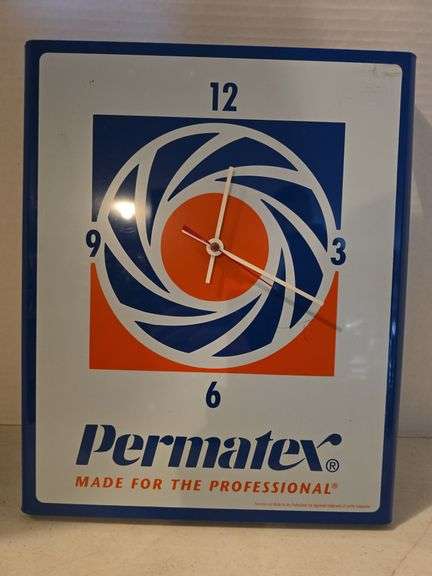 12
9 3
6
Permatex®
MADE FOR THE PROFESSIONAL®